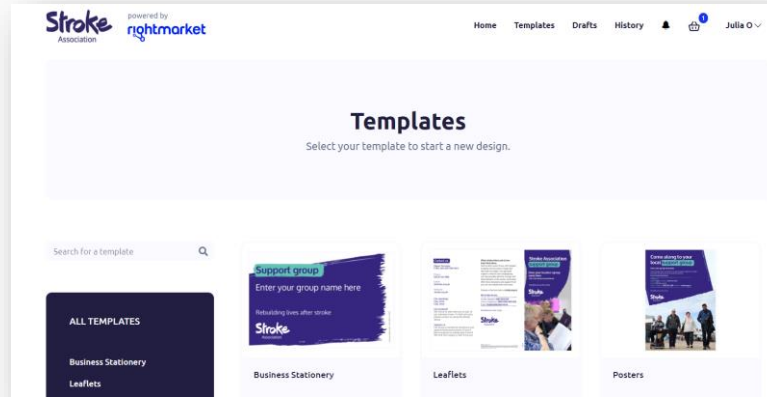 Stroke
Association
powered by
rightmarket
Home Templates Drafts History 1 Julia O
Templates
Select your template to start a new design.
Search for a template
ALL TEMPLATES
Business Stationery
Leaflets
Support group
Enter your group name here
Rebuilding lives after stroke
Stroke
Association
Business Stationery
Stroke Association
Stroke
Leaflets
Come along to your
local support group
Stroke
Posters